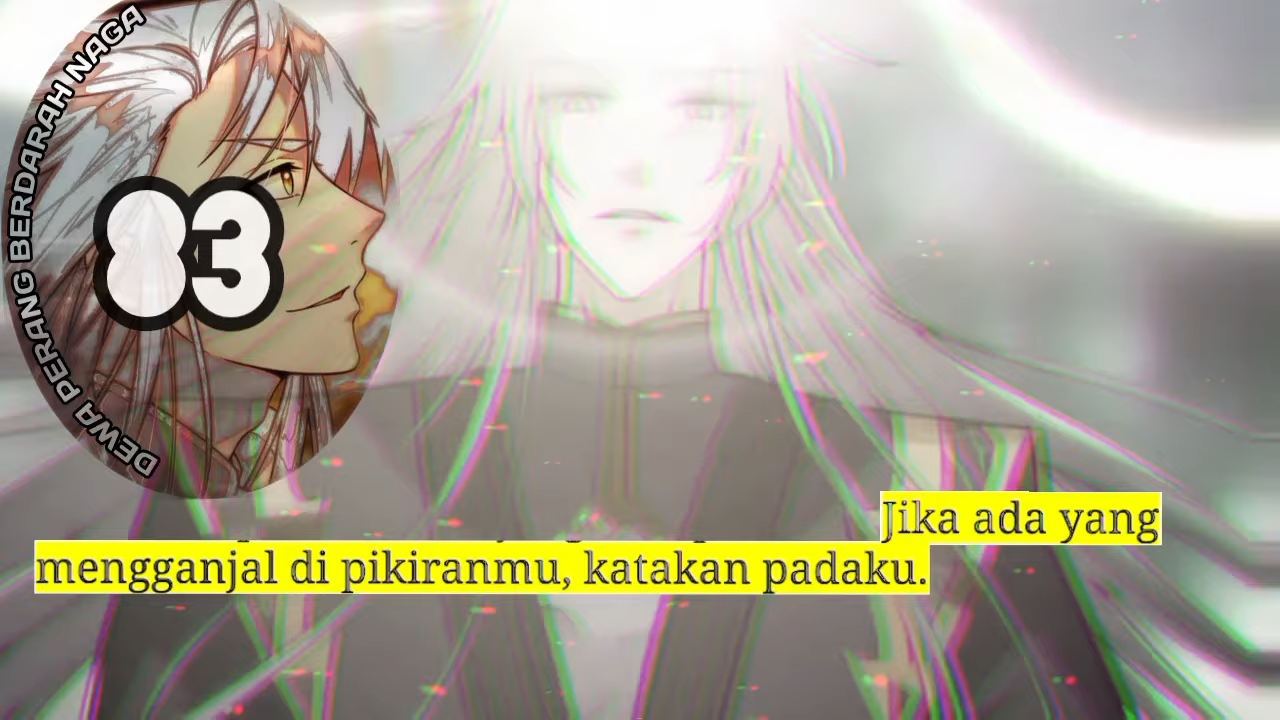 DEWA PERANG BERDARAH NAGA
83
Jika ada yang
mengganjal di pikiranmu, katakan padaku.